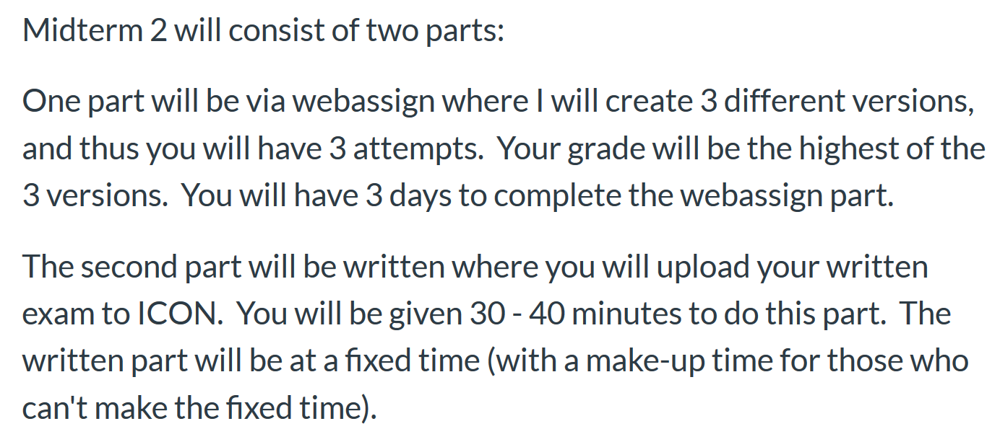 Midterm 2 will consist of two parts:
One part will be via webassign where I will create 3 different versions,
and thus you will have 3 attempts.  Your grade will be the highest of the
3 versions.  You will have 3 days to complete the webassign part.
The second part will be written where you will upload your written
exam to ICON.  You will be given 30 - 40 minutes to do this part.  The
written part will be at a fixed time (with a make-up time for those who
can't make the fixed time).